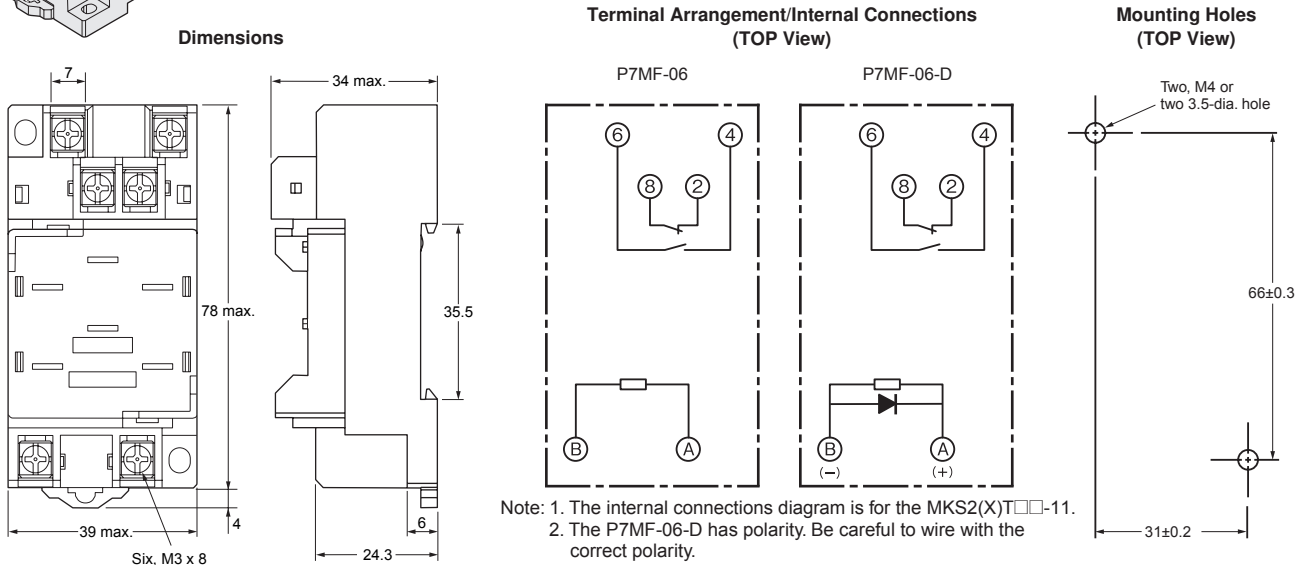 Dimensions
7
34 max.
78 max.
35.5
4
39 max.
6
24.3
Six, M3 x 8
Terminal Arrangement/Internal Connections
(TOP View)
P7MF-06
6
4
8
2
B
A
P7MF-06-D
6
4
8
2
B
A
(−)
(+)
Note: 1. The internal connections diagram is for the MKS2(X)T□□-11.
2. The P7MF-06-D has polarity. Be careful to wire with the
correct polarity.
Mounting Holes
(TOP View)
Two, M4 or
two 3.5-dia. hole
66±0.3
31±0.2